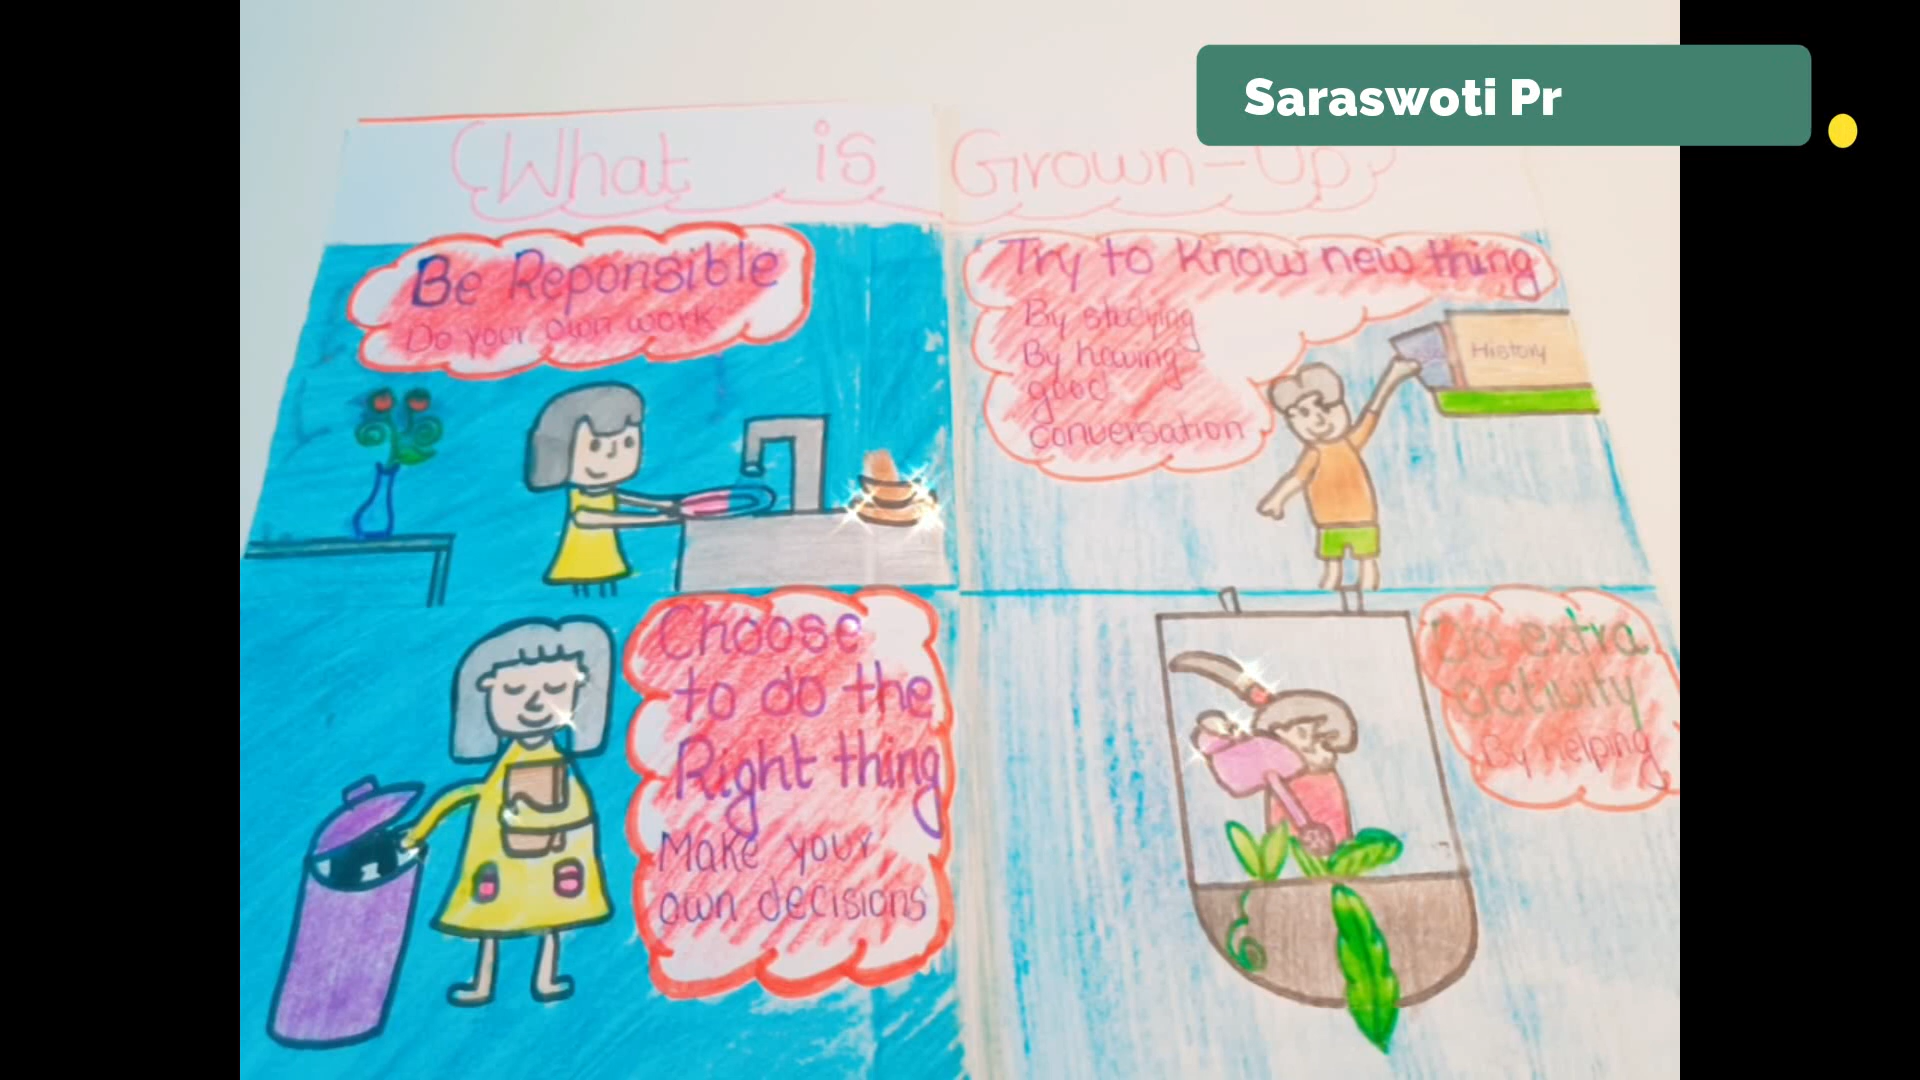 Saraswoti Pr
What is Grown-Up
Be Reponsible
Do your own work
Try to Know new thing
By studying
By having
good
conversation
History
Choose
to do the
Right thing
Make your
own decisions
Do extra
activity
By helping